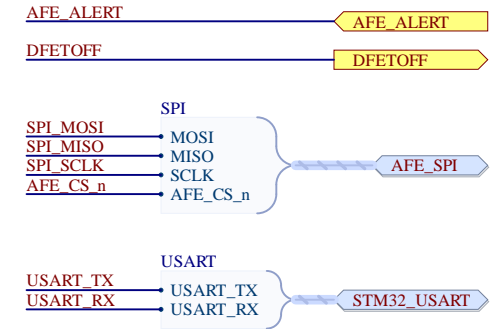 AFE_ALERT AFE_ALERT
DFETOFF DFETOFF
SPI
SPI_MOSI MOSI
SPI_MISO MISO
SPI_SCLK SCLK AFE_SPI
AFE_CS_n AFE_CS_n
USART
USART_TX USART_TX
USART_RX USART_RX STM32_USART